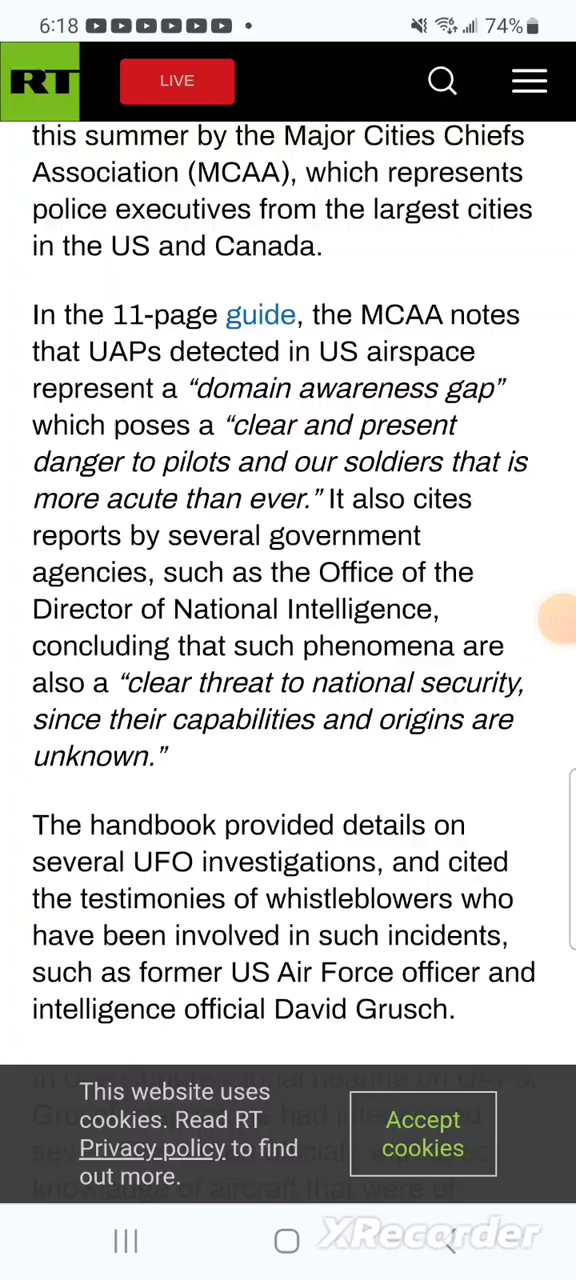 6:18
74%
RT
LIVE
this summer by the Major Cities Chiefs
Association (MCAA), which represents
police executives from the largest cities
in the US and Canada.
In the 11-page guide, the MCAA notes
that UAPs detected in US airspace
represent a “domain awareness gap”
which poses a “clear and present
danger to pilots and our soldiers that is
more acute than ever.” It also cites
reports by several government
agencies, such as the Office of the
Director of National Intelligence,
concluding that such phenomena are
also a “clear threat to national security,
since their capabilities and origins are
unknown.”
The handbook provided details on
several UFO investigations, and cited
the testimonies of whistleblowers who
have been involved in such incidents,
such as former US Air Force officer and
intelligence official David Grusch.
This website uses
cookies. Read RT
Privacy policy to find
out more.
Accept
cookies
knowledge of aircraft that were of
XRecorder